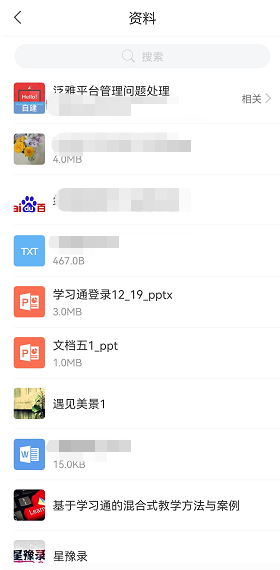 资料
搜索
Hello!
自建
泛雅平台管理问题处理
相关
4.0MB
TXT
467.0B
学习通登录12_19_pptx
3.0MB
文档五1_ppt
1.0MB
遇见美景1
W
15.0KB
基于学习通的混合式教学方法与案例
星豫录
星豫录